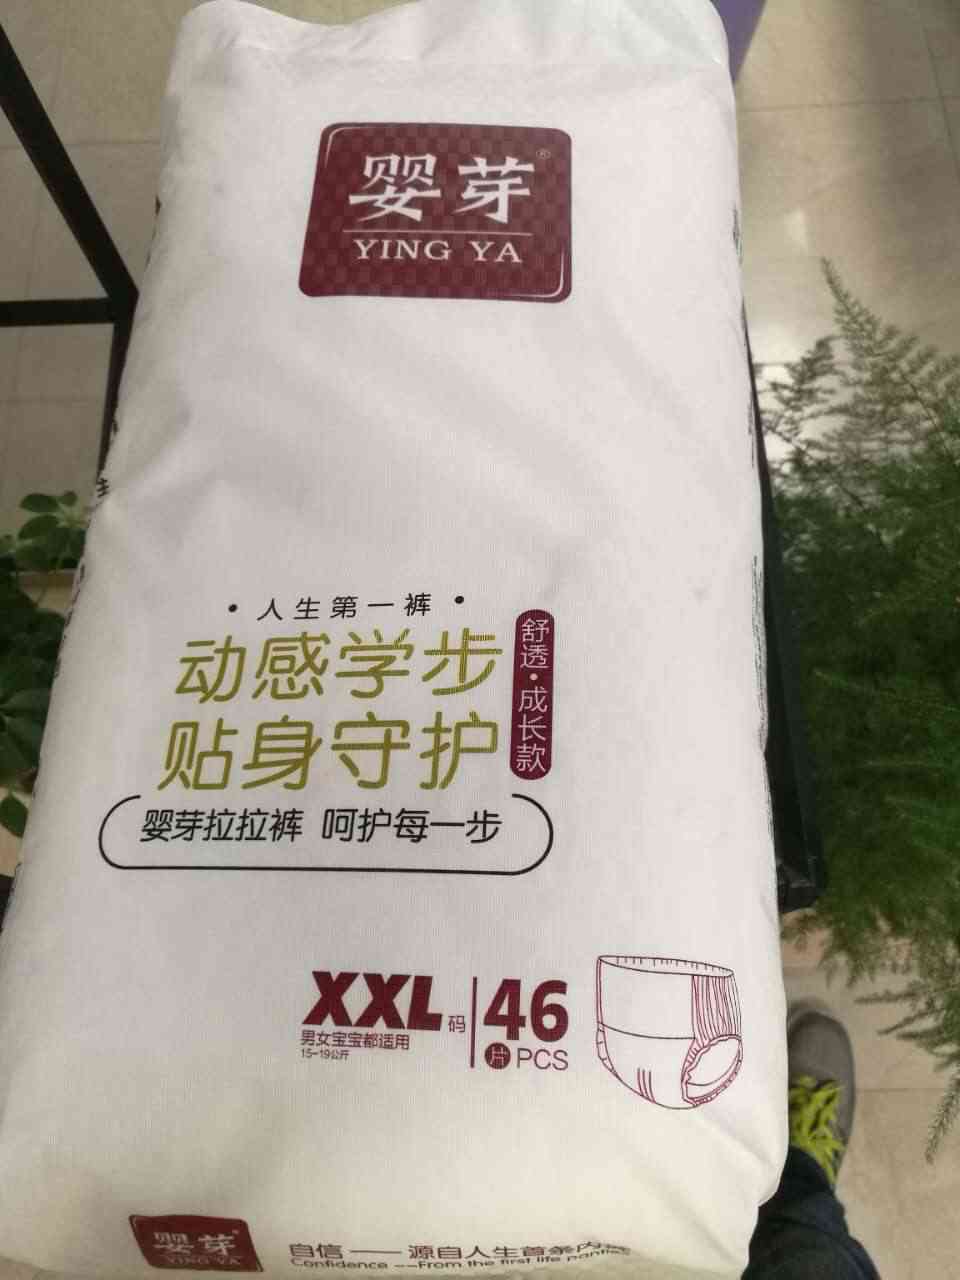 婴芽®
YING YA
·人生第一裤·
动感学步
贴身守护
舒透·成长款
婴芽拉拉裤 呵护每一步
XXL码
男女宝宝都适用
15-19公斤
46
片PCS
婴芽
YING YA
自信——源自人生首条内裤
Confidence --From the first life panties